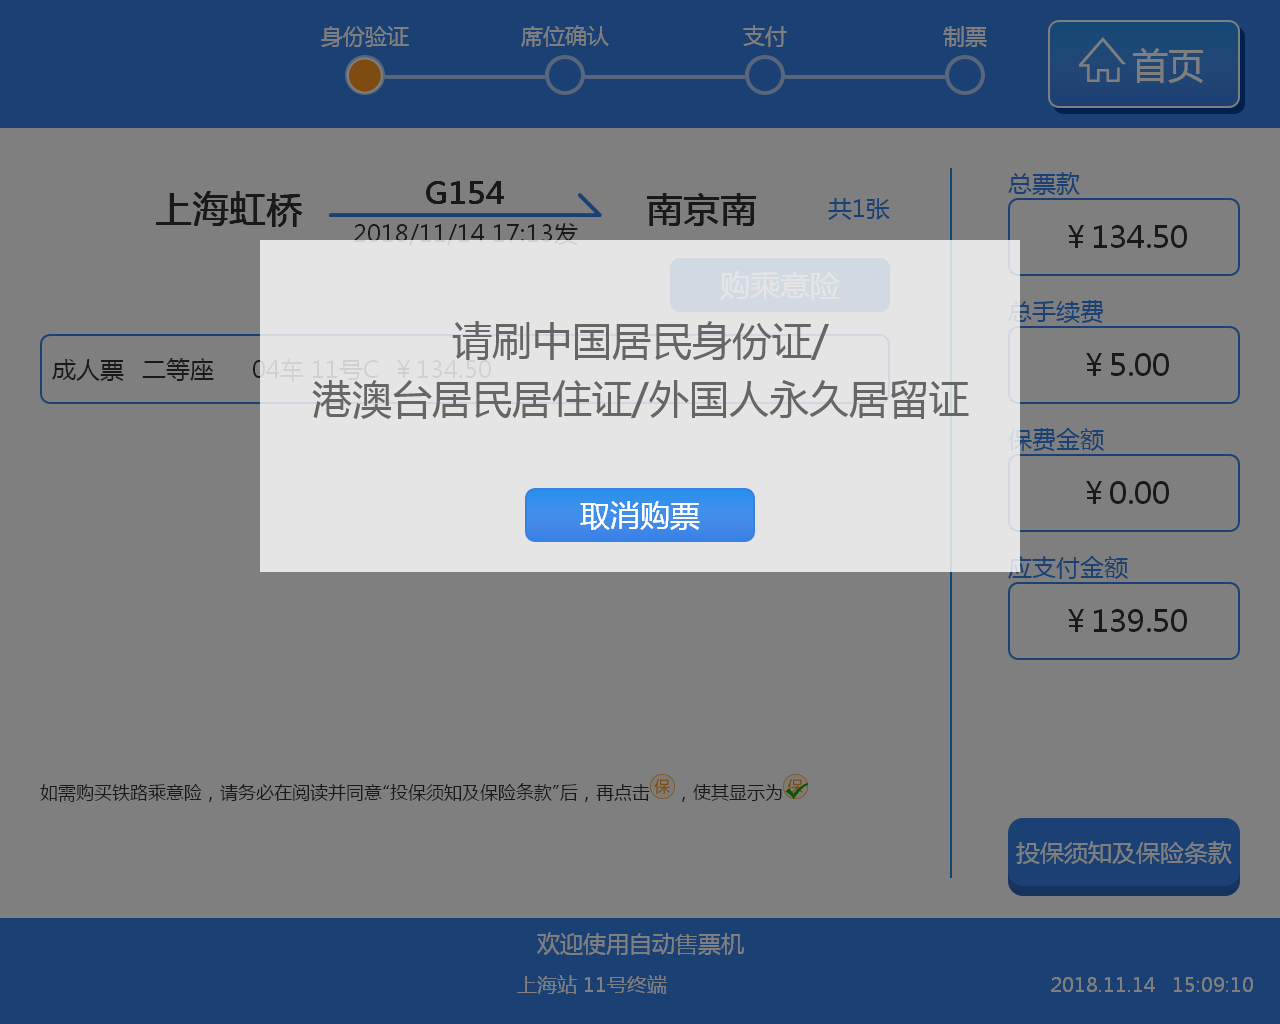 身份验证 席位确认 支付 制票
首页
上海虹桥 G154 南京南 共1张
2018/11/14 17:13发
购乘意险
成人票 二等座 04车 11号C ￥134.50
请刷中国居民身份证/
港澳台居民居住证/外国人永久居留证
取消购票
总票款
￥134.50
总手续费
￥5.00
保费金额
￥0.00
应支付金额
￥139.50
如需购买铁路乘意险，请务必在阅读并同意“投保须知及保险条款”后，再点击保，使其显示为保
投保须知及保险条款
欢迎使用自动售票机
上海站 11号终端
2018.11.14 15:09:10